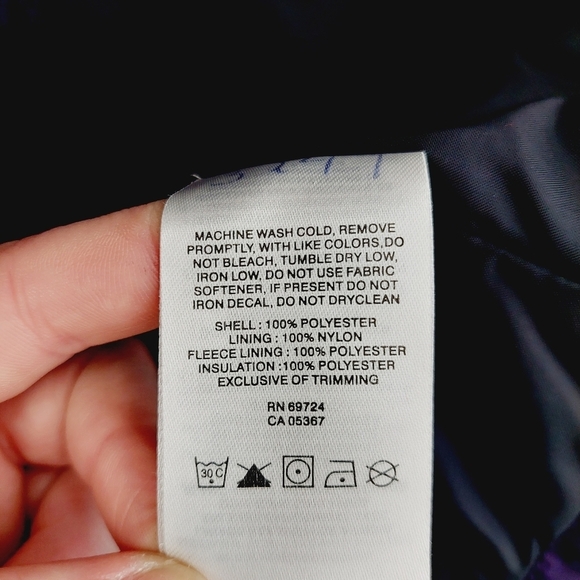 MACHINE WASH COLD, REMOVE
PROMPTLY, WITH LIKE COLORS,DO
NOT BLEACH, TUMBLE DRY LOW,
IRON LOW, DO NOT USE FABRIC
SOFTENER, IF PRESENT DO NOT
IRON DECAL, DO NOT DRYCLEAN
SHELL : 100% POLYESTER
LINING : 100% NYLON
FLEECE LINING : 100% POLYESTER
INSULATION :100% POLYESTER
EXCLUSIVE OF TRIMMING
RN 69724
CA 05367
30 C